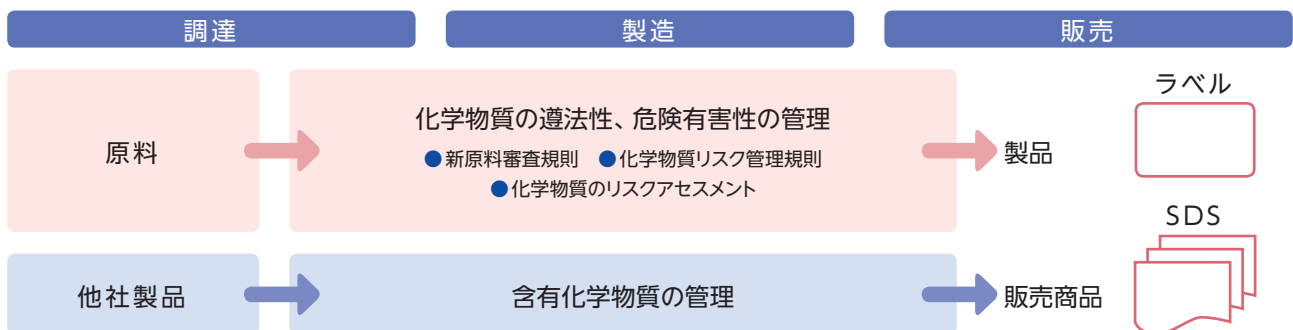 調達
製造
販売
原料
化学物質の遵法性、危険有害性の管理
●新原料審査規則 ●化学物質リスク管理規則
●化学物質のリスクアセスメント
製品
ラベル
SDS
他社製品
含有化学物質の管理
販売商品